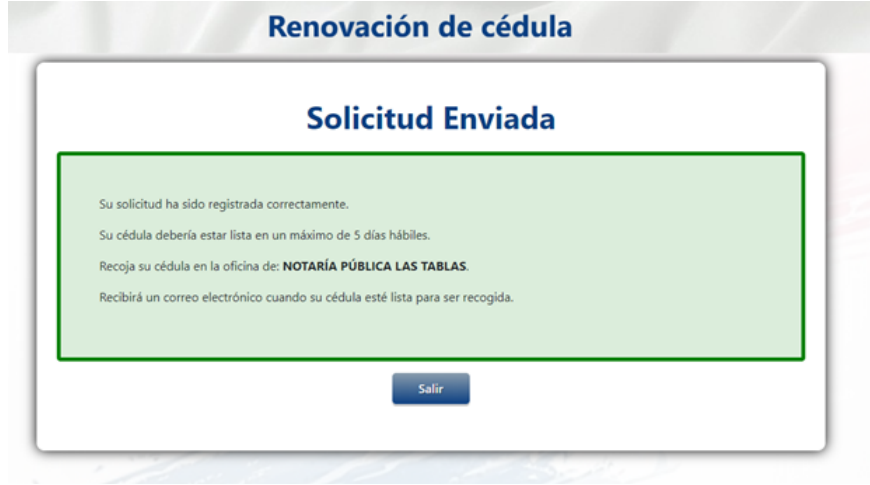 Renovación de cédula
Solicitud Enviada
Su solicitud ha sido registrada correctamente.
Su cédula debería estar lista en un máximo de 5 días hábiles.
Recoja su cédula en la oficina de: NOTARÍA PÚBLICA LAS TABLAS.
Recibirá un correo electrónico cuando su cédula esté lista para ser recogida.
Salir